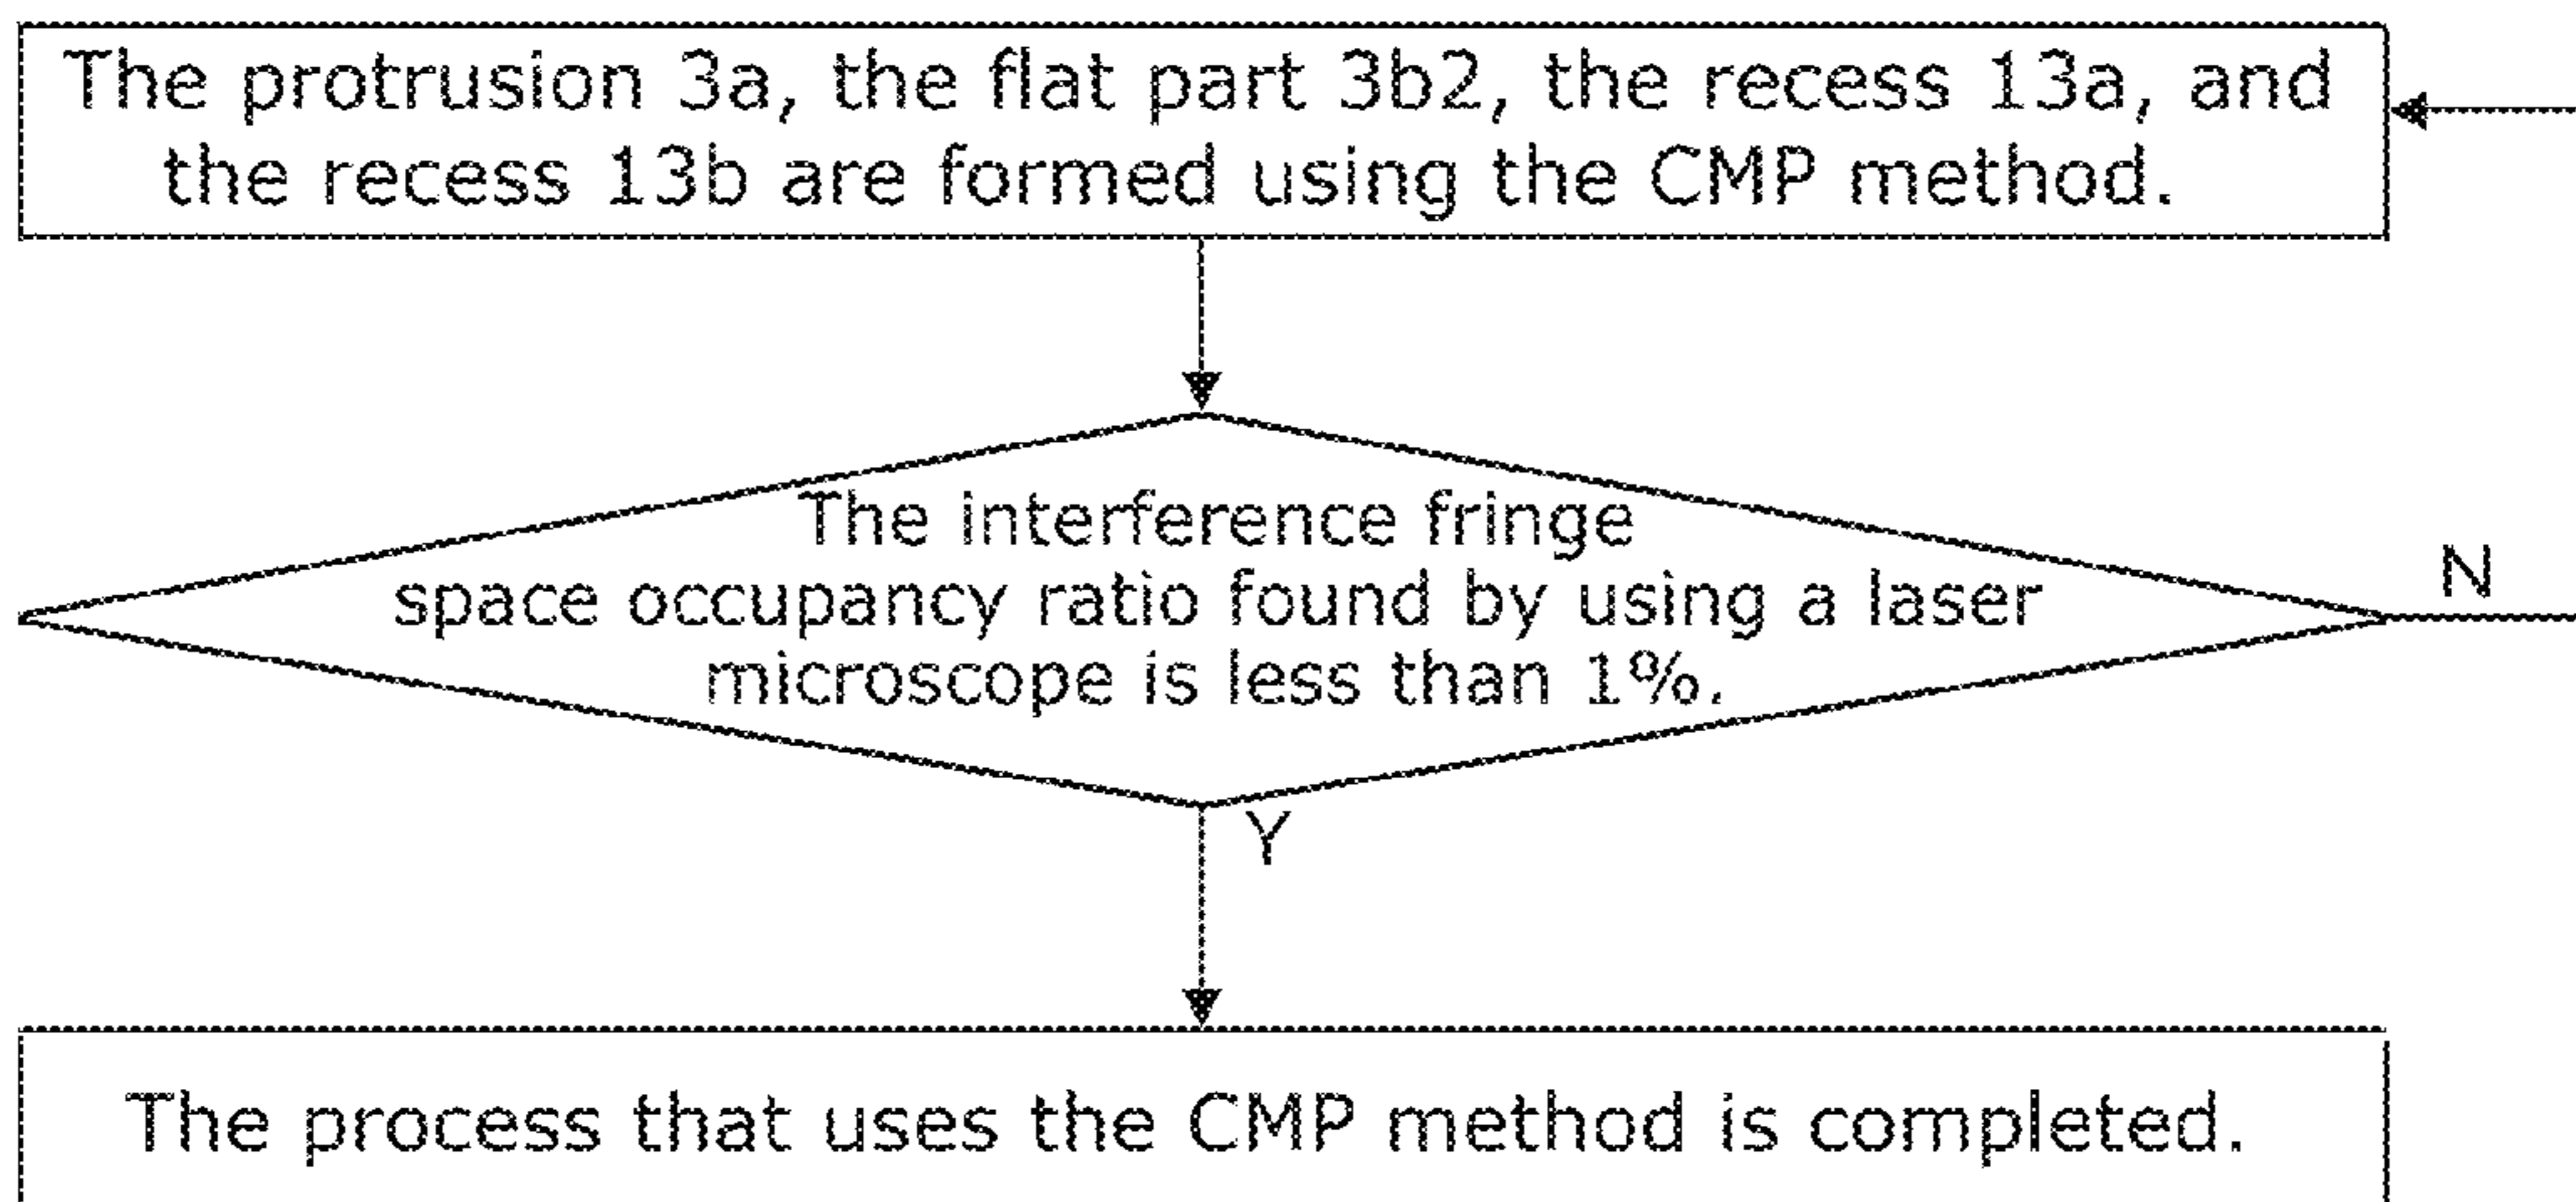 The protrusion 3a, the flat part 3b2, the recess 13a, and
the recess 13b are formed using the CMP method.
The interference fringe
space occupancy ratio found by using a laser
microscope is less than 1%.
N
Y
The process that uses the CMP method is completed.